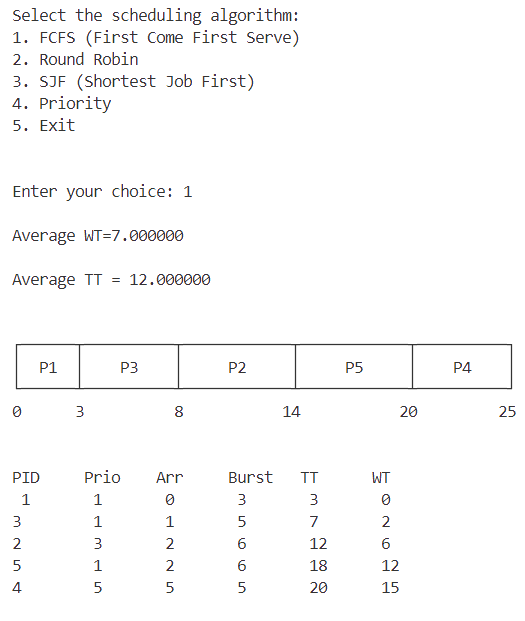 Select the scheduling algorithm:
1. FCFS (First Come First Serve)
2. Round Robin
3. SJF (Shortest Job First)
4. Priority
5. Exit
Enter your choice: 1
Average WT=7.000000
Average TT = 12.000000
P1 P3 P2 P5 P4
0 3 8 14 20 25
PID Prio Arr Burst TT WT
1 1 0 3 3 0
3 1 1 5 7 2
2 3 2 6 12 6
5 1 2 6 18 12
4 5 5 5 20 15